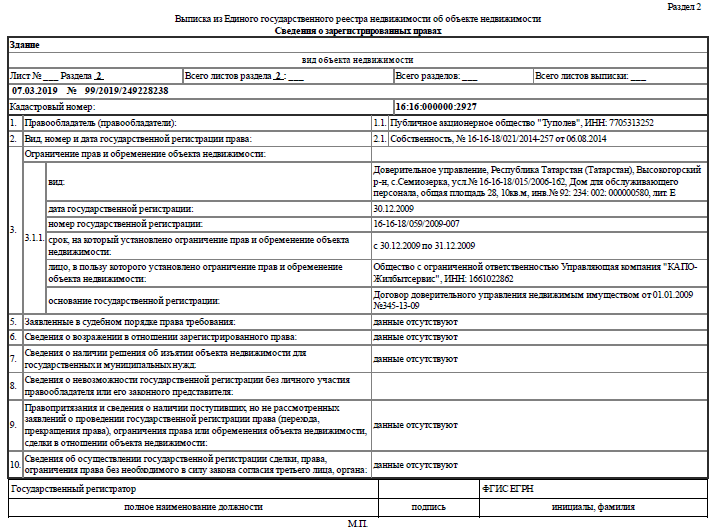 Раздел 2
Выписка из Единого государственного реестра недвижимости об объекте недвижимости
Сведения о зарегистрированных правах
Здание
вид объекта недвижимости
Лист № ___ Раздела 2 Всего листов раздела 2 : ___ Всего разделов: ___ Всего листов выписки: ___
07.03.2019 № 99/2019/249228238
Кадастровый номер: 16:16:000000:2927
1. Правообладатель (правообладатели): 1.1. Публичное акционерное общество "Туполев", ИНН: 7705313252
2. Вид, номер и дата государственной регистрации права: 2.1. Собственность, № 16-16-18/021/2014-257 от 06.08.2014
Ограничение прав и обременение объекта недвижимости:
3.
3.1.1.
вид:
Доверительное управление, Республика Татарстан (Татарстан), Высокогорский
р-н, с.Семиозерка, усл.№ 16-16-18/015/2006-162, Дом для обслуживающего
персонала, общая площадь 28, 10кв.м, инв.№ 92: 234: 002: 000000580, лит. Е
дата государственной регистрации: 30.12.2009
номер государственной регистрации: 16-16-18/059/2009-007
срок, на который установлено ограничение прав и обременение объекта
недвижимости:
с 30.12.2009 по 31.12.2009
лицо, в пользу которого установлено ограничение прав и обременение
объекта недвижимости:
Общество с ограниченной ответственностью Управляющая компания "КАПО-
Жилбытсервис", ИНН: 1661022862
основание государственной регистрации:
Договор доверительного управления недвижимым имуществом от 01.01.2009
№345-13-09
5. Заявленные в судебном порядке права требования: данные отсутствуют
6. Сведения о возражении в отношении зарегистрированного права: данные отсутствуют
7. Сведения о наличии решения об изъятии объекта недвижимости для
государственных и муниципальных нужд:
данные отсутствуют
8. Сведения о невозможности государственной регистрации без личного участия
правообладателя или его законного представителя:
9. Правопритязания и сведения о наличии поступивших, но не рассмотренных
заявлений о проведении государственной регистрации права (перехода,
прекращения права), ограничения права или обременения объекта недвижимости,
сделки в отношении объекта недвижимости:
данные отсутствуют
10. Сведения об осуществлении государственной регистрации сделки, права,
ограничения права без необходимого в силу закона согласия третьего лица, органа:
данные отсутствуют
Государственный регистратор ФГИС ЕГРН
полное наименование должности подпись инициалы, фамилия
М.П.